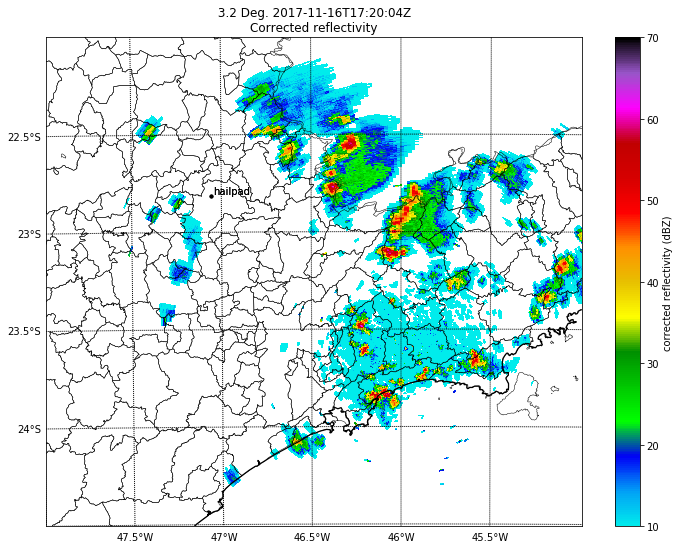 3.2 Deg. 2017-11-16T17:20:04Z
Corrected reflectivity
22.5°S
23°S
23.5°S
24°S
47.5°W
47°W
46.5°W
46°W
45.5°W
hailpad
70
60
50
40
30
20
10
corrected reflectivity (dBZ)